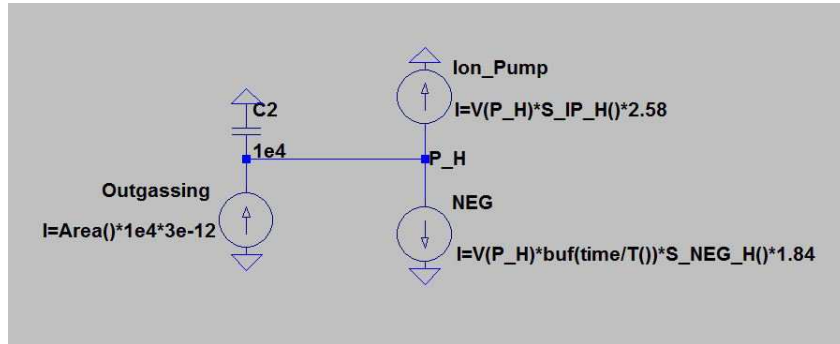 Ion_Pump
C2
I=V(P_H)*S_IP_H()*2.58
1e4
P_H
Outgassing
NEG
I=Area()*1e4*3e-12
I=V(P_H)*buf(time/T())*S_NEG_H()*1.84